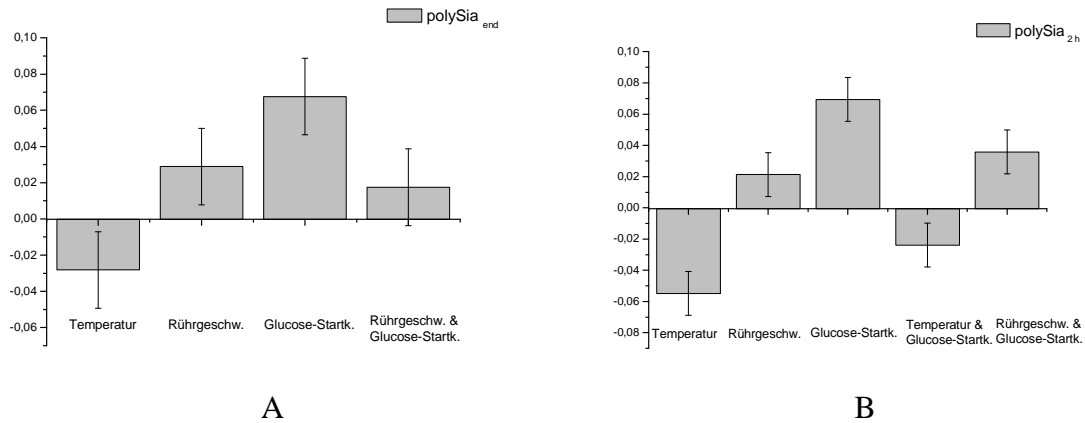 polySia end
0,10
0,08
0,06
0,04
0,02
0,00
-0,02
-0,04
-0,06
Temperatur
Rührgeschw.
Glucose-Startk.
Rührgeschw. &
Glucose-Startk.
A
polySia 2 h
0,10
0,08
0,06
0,04
0,02
0,00
-0,02
-0,04
-0,06
-0,08
Temperatur
Rührgeschw.
Glucose-Startk.
Temperatur &
Glucose-Startk.
Rührgeschw. &
Glucose-Startk.
B